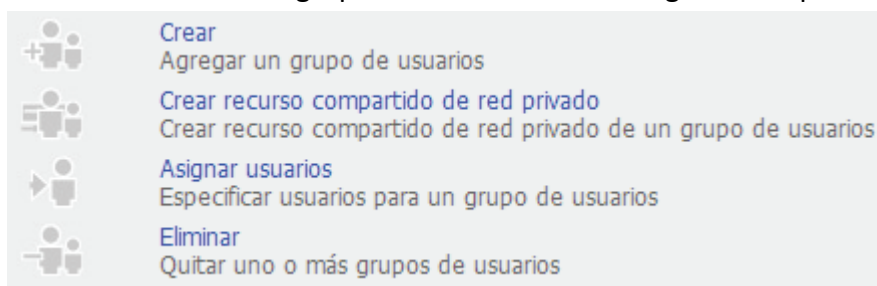 Crear
Agregar un grupo de usuarios
Crear recurso compartido de red privado
Crear recurso compartido de red privado de un grupo de usuarios
Asignar usuarios
Especificar usuarios para un grupo de usuarios
Eliminar
Quitar uno o más grupos de usuarios